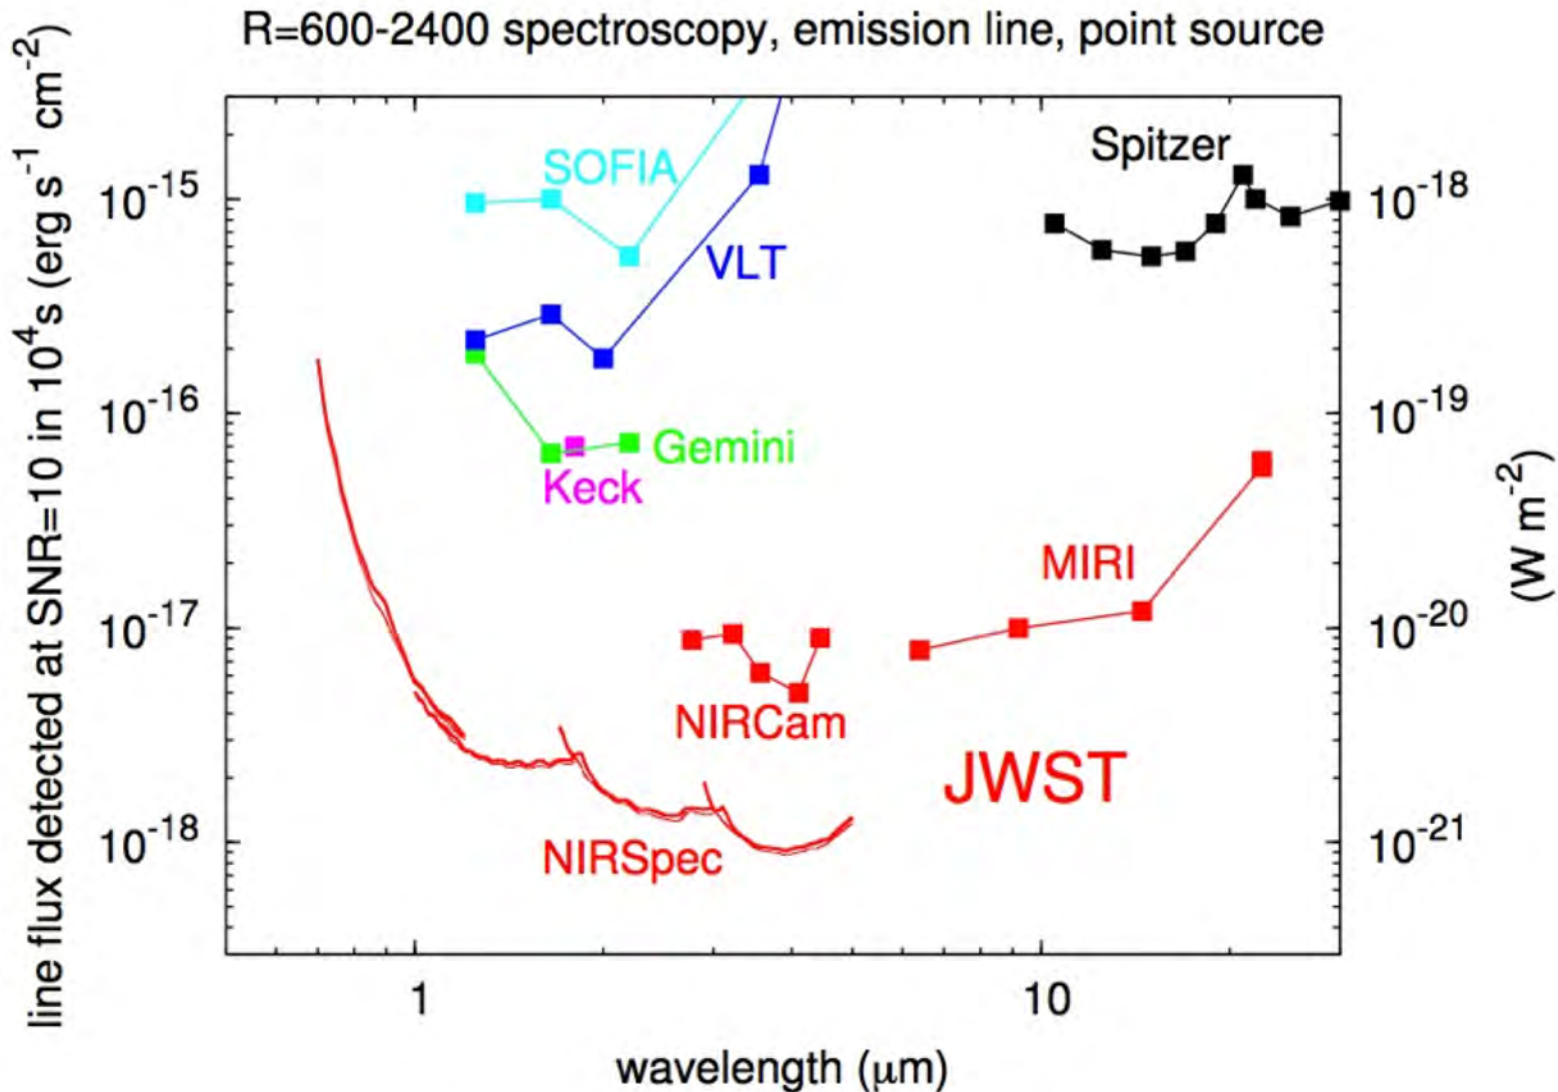 R=600-2400 spectroscopy, emission line, point source
line flux detected at SNR=10 in 10⁴s (erg s⁻¹ cm⁻²)
10⁻¹⁵
10⁻¹⁶
10⁻¹⁷
10⁻¹⁸
SOFIA
VLT
Spitzer
Gemini
Keck
MIRI
NIRCam
JWST
NIRSpec
10⁻¹⁸
10⁻¹⁹
10⁻²⁰
10⁻²¹
(W m⁻²)
1
10
wavelength (μm)